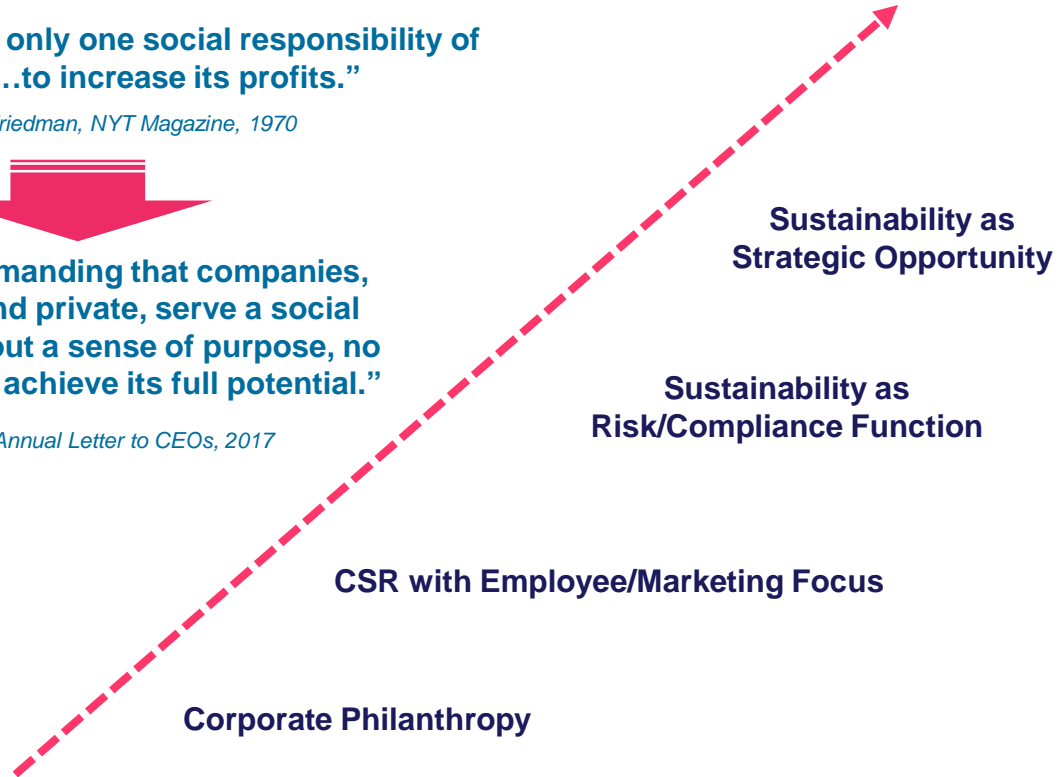 only one social responsibility of
…to increase its profits.”
riedman, NYT Magazine, 1970
manding that companies,
nd private, serve a social
out a sense of purpose, no
achieve its full potential.”
Annual Letter to CEOs, 2017
Sustainability as
Strategic Opportunity
Sustainability as
Risk/Compliance Function
CSR with Employee/Marketing Focus
Corporate Philanthropy